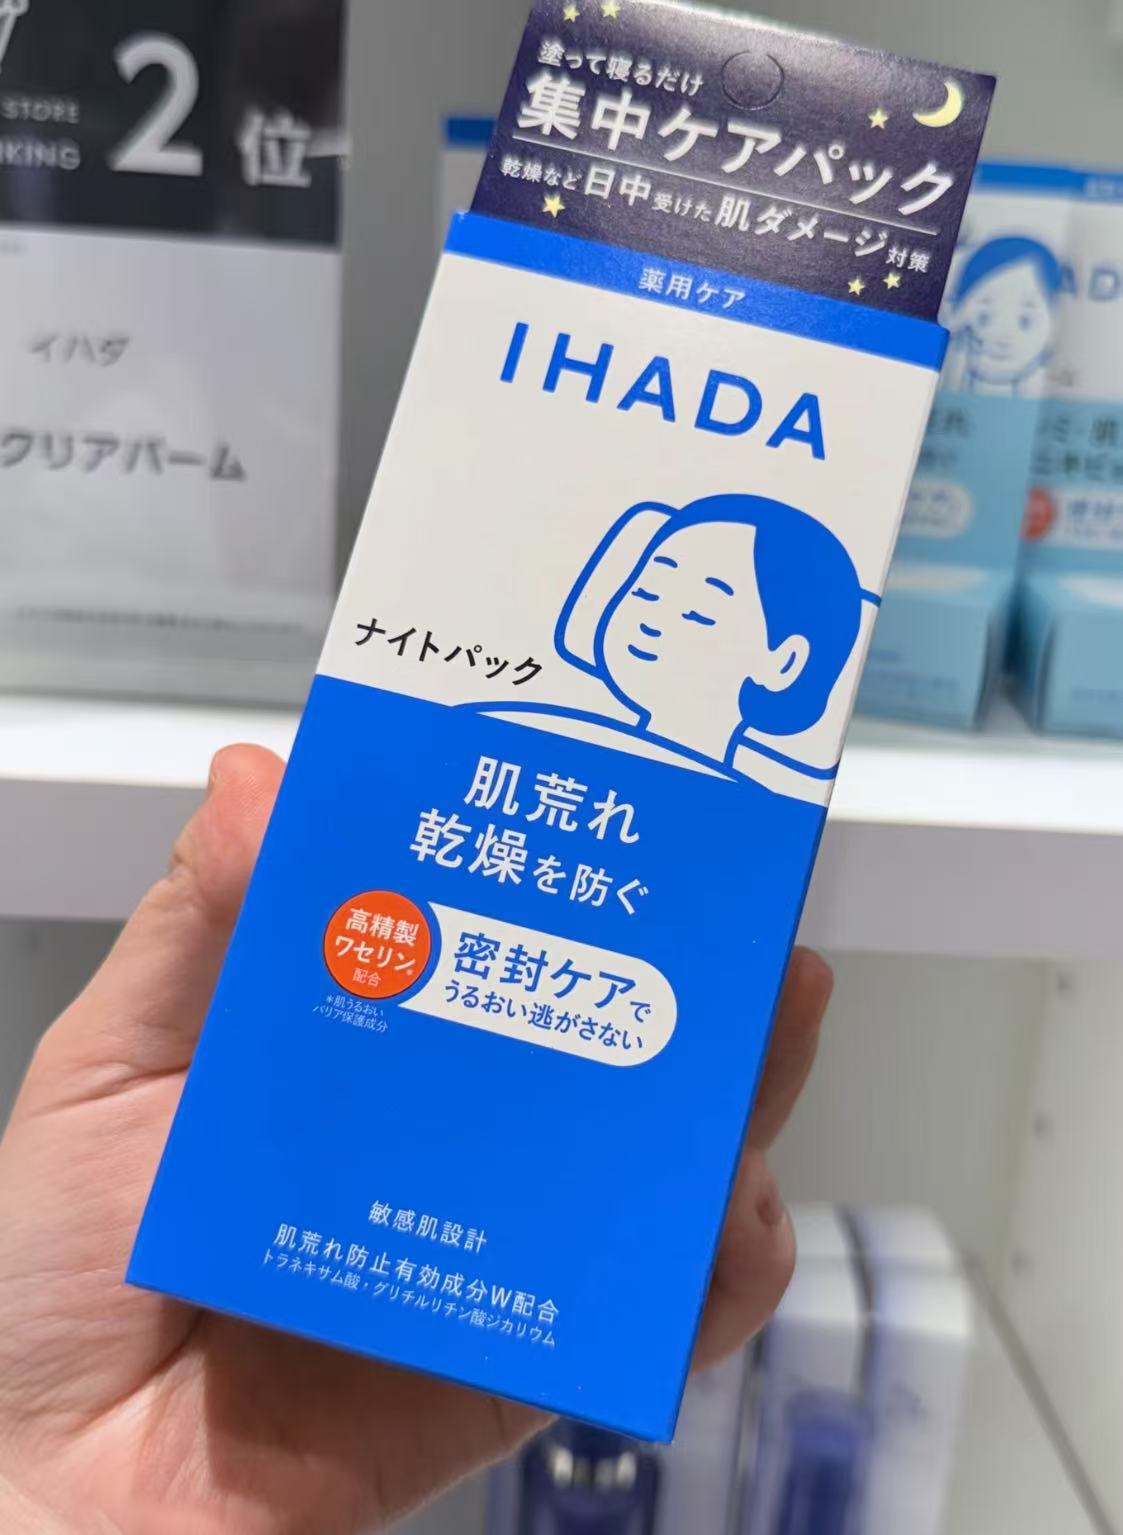 STORE
KING
2位
イハダ
クリアバーム
塗って寝るだけ
集中ケアパック
乾燥など日中受けた肌ダメージ対策
薬用ケア
IHADA
ナイトパック
肌荒れ
乾燥を防ぐ
高精製
ワセリン*
配合
*肌うるおい
バリア保護成分
密封ケアで
うるおい逃がさない
敏感肌設計
肌荒れ防止有効成分W配合
トラネキサム酸・グリチルリチン酸ジカリウム